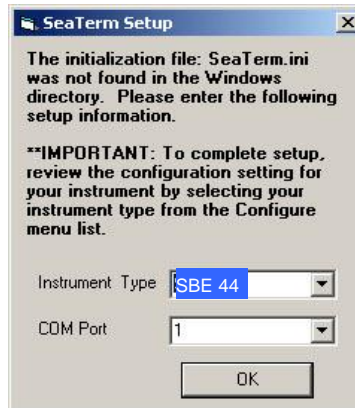 SeaTerm Setup
The initialization file: SeaTerm.ini
was not found in the Windows
directory. Please enter the following
setup information.
**IMPORTANT: To complete setup,
review the configuration setting for
your instrument by selecting your
instrument type from the Configure
menu list.
Instrument Type SBE 44
COM Port 1
OK